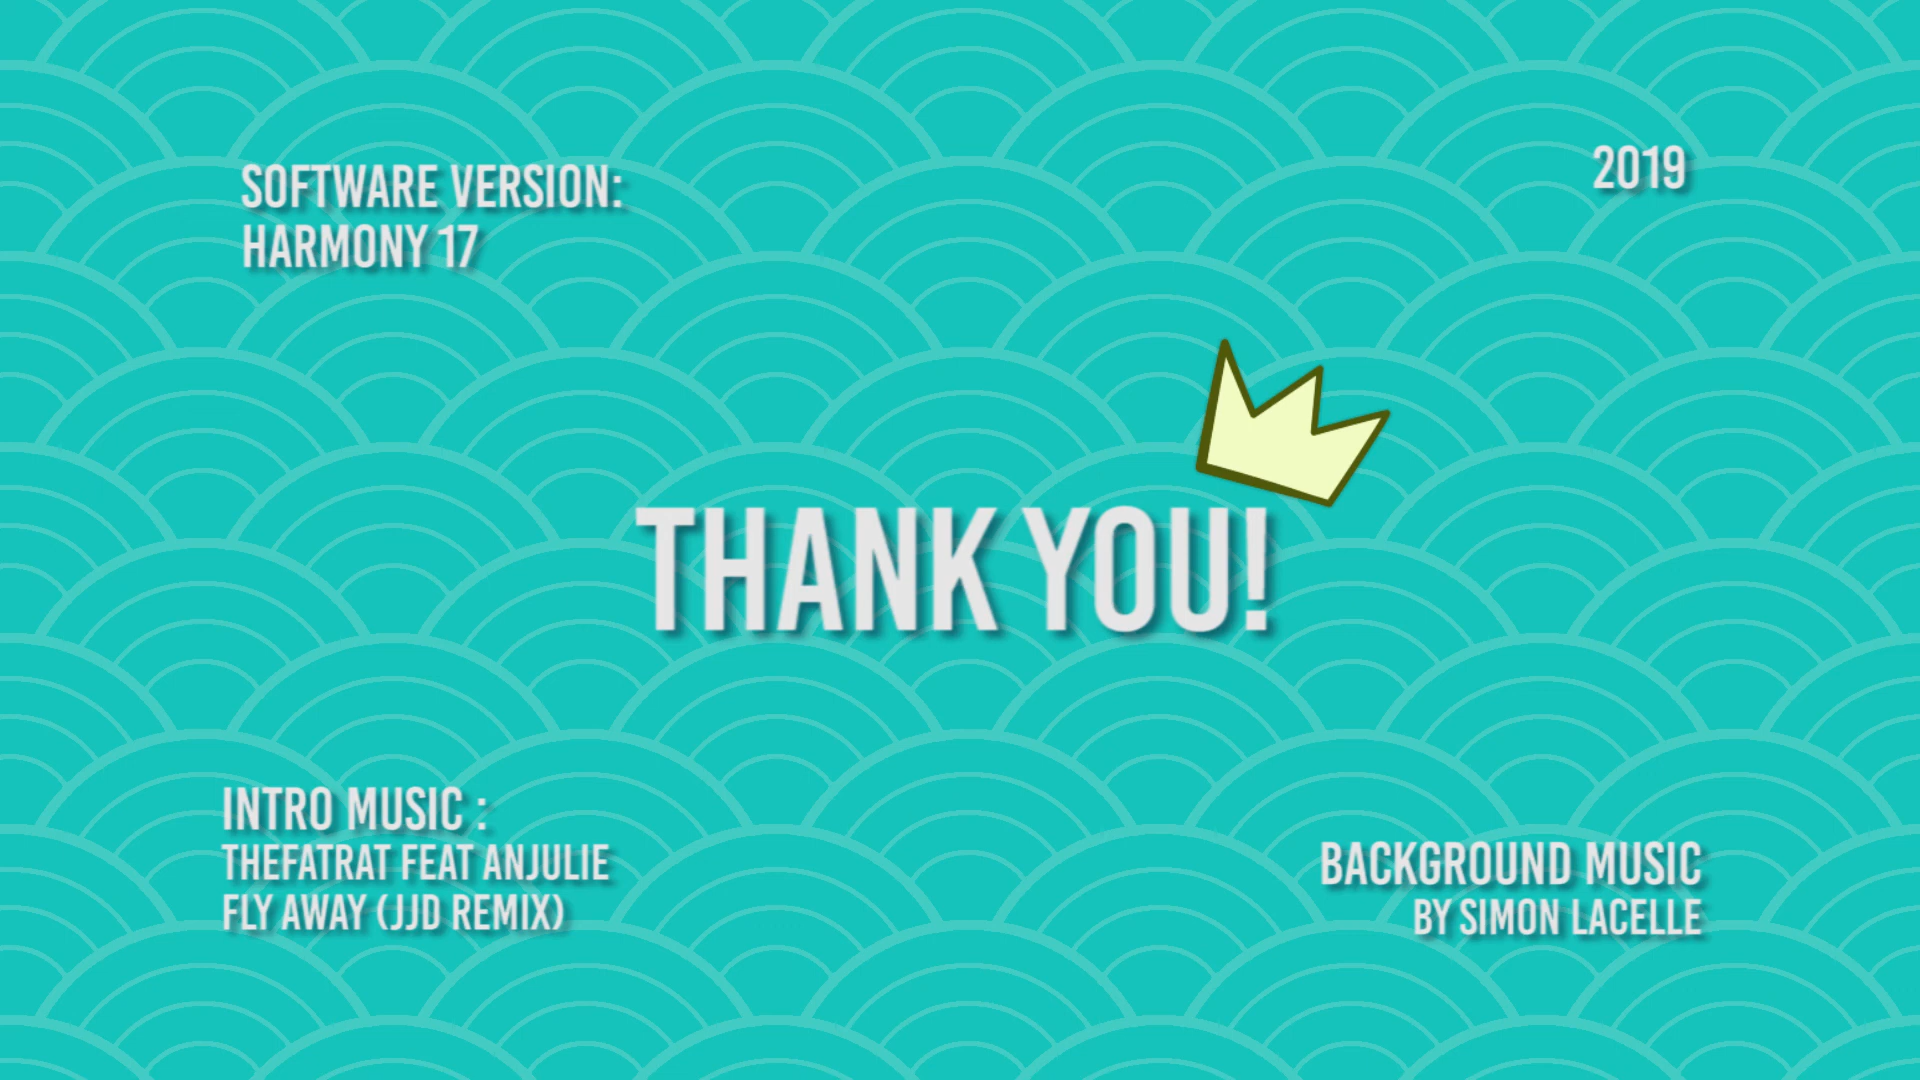 SOFTWARE VERSION:
HARMONY 17
2019
THANK YOU!
INTRO MUSIC :
THEFATRAT FEAT ANJULIE
FLY AWAY (JJD REMIX)
BACKGROUND MUSIC
BY SIMON LACELLE